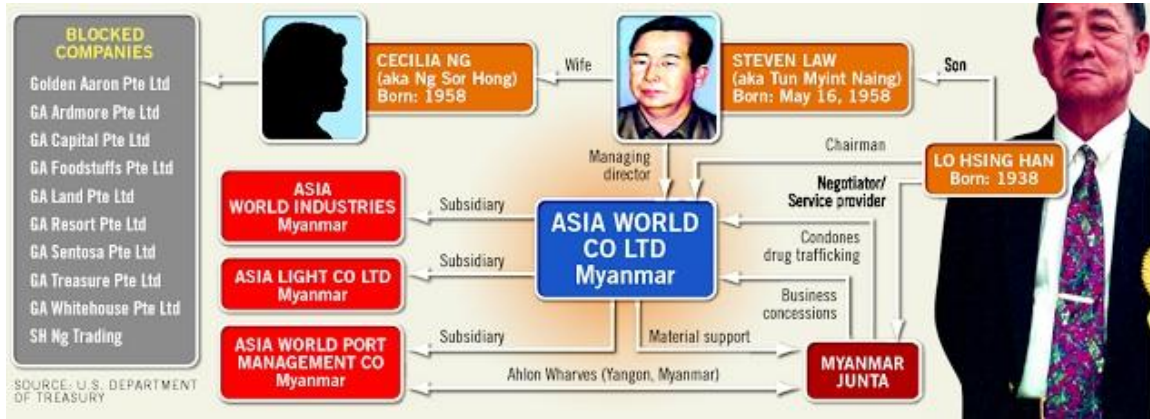 BLOCKED
COMPANIES
Golden Aaron Pte Ltd
GA Ardmore Pte Ltd
GA Capital Pte Ltd
GA Foodstuffs Pte Ltd
GA Land Pte Ltd
GA Resort Pte Ltd
GA Sentosa Pte Ltd
GA Treasure Pte Ltd
GA Whitehouse Pte Ltd
SH Ng Trading
SOURCE: U.S. DEPARTMENT
OF TREASURY
CECILIA NG
(aka Ng Sor Hong)
Born: 1958
Wife
STEVEN LAW
(aka Tun Myint Naing)
Born: May 16, 1958
Son
LO HSING HAN
Born: 1938
Managing
director
Chairman
Negotiator/
Service provider
ASIA
WORLD INDUSTRIES
Myanmar
Subsidiary
ASIA WORLD
CO LTD
Myanmar
Condones
drug trafficking
ASIA LIGHT CO LTD
Myanmar
Subsidiary
Business
concessions
ASIA WORLD PORT
MANAGEMENT CO
Myanmar
Subsidiary
Material support
Ahlon Wharves (Yangon, Myanmar)
MYANMAR
JUNTA